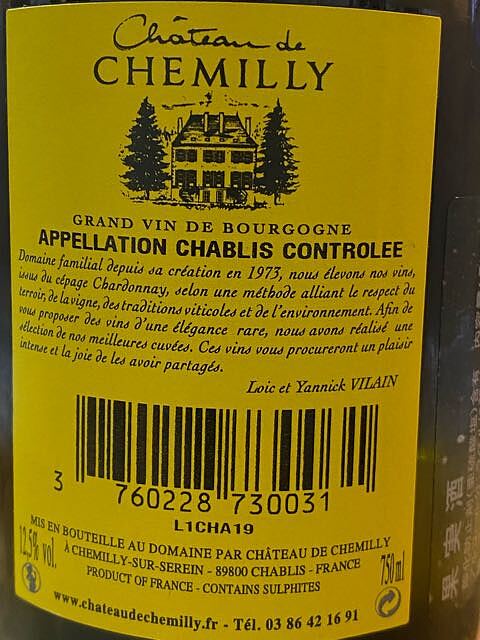 Château de
CHEMILLY
GRAND VIN DE BOURGOGNE
APPELLATION CHABLIS CONTROLEE
Domaine familial depuis sa création en 1973, nous élevons nos vins,
issus du cépage Chardonnay, selon une méthode alliant le respect du
terroir, de la vigne, des traditions viticoles et de l'environnement. Afin de
vous proposer des vins d'une élégance rare, nous avons réalisé une
sélection de nos meilleures cuvées. Ces vins vous procureront un plaisir
intense et la joie de les avoir partagés.
Loic et Yannick VILAIN
3 760228 730031
L1CHA19
MIS EN BOUTEILLE AU DOMAINE PAR CHÂTEAU DE CHEMILLY
12,5% vol.
À CHEMILLY-SUR-SEREIN - 89800 CHABLIS - FRANCE
750 ml
PRODUCT OF FRANCE - CONTAINS SULPHITES
www.chateaudechemilly.fr - Tél. 03 86 42 16 91
果実酒